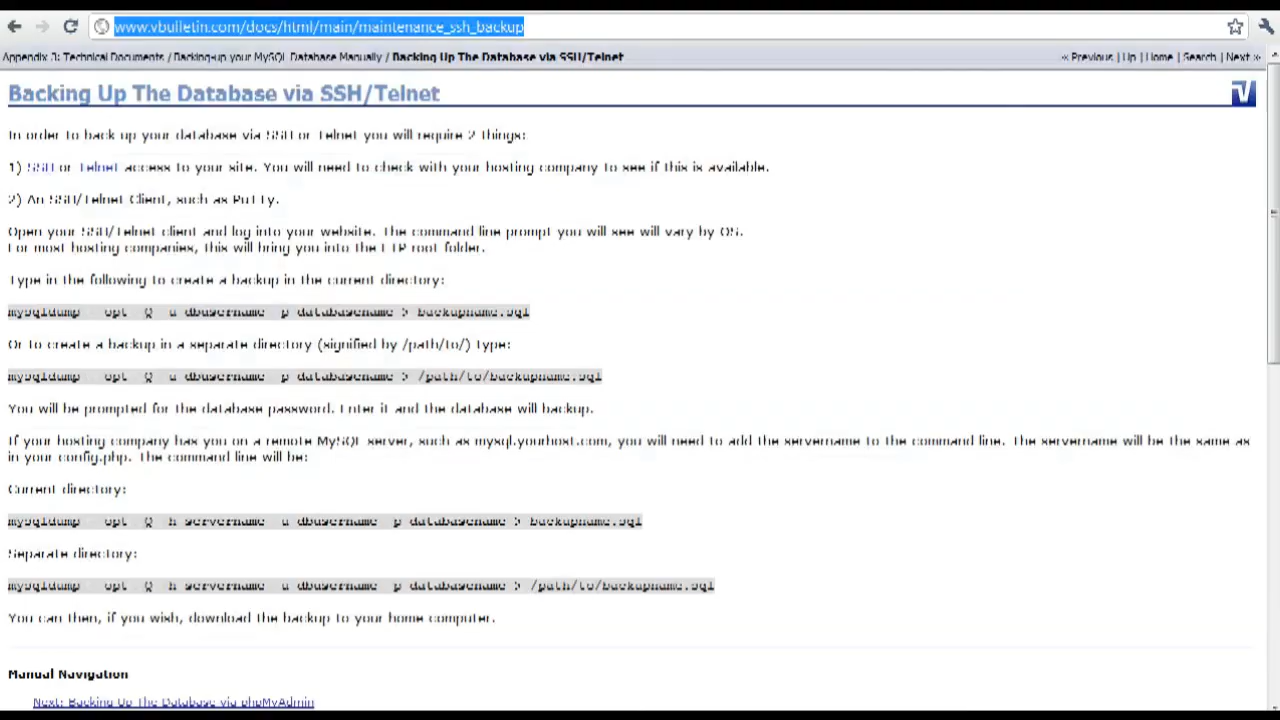 www.vbulletin.com/docs/html/main/maintenance_ssh_backup
Appendix 3: Technical Documents / Backing-up your MySQL Database Manually / Backing Up The Database via SSH/Telnet
« Previous | Up | Home | Search | Next »
Backing Up The Database via SSH/Telnet
In order to back up your database via SSH or Telnet you will require 2 things:
1) SSH or Telnet access to your site. You will need to check with your hosting company to see if this is available.
2) An SSH/Telnet Client, such as PuTTy.
Open your SSH/Telnet client and log into your website. The command line prompt you will see will vary by OS.
For most hosting companies, this will bring you into the FTP root folder.
Type in the following to create a backup in the current directory:
mysqldump --opt -Q -u dbusername -p databasename > backupname.sql
Or to create a backup in a separate directory (signified by /path/to/) type:
mysqldump --opt -Q -u dbusername -p databasename > /path/to/backupname.sql
You will be prompted for the database password. Enter it and the database will backup.
If your hosting company has you on a remote MySQL server, such as mysql.yourhost.com, you will need to add the servername to the command line. The servername will be the same as
in your config.php. The command line will be:
Current directory:
mysqldump --opt -Q -h servername -u dbusername -p databasename > backupname.sql
Separate directory:
mysqldump --opt -Q -h servername -u dbusername -p databasename > /path/to/backupname.sql
You can then, if you wish, download the backup to your home computer.
Manual Navigation
Next: Backing Up The Database via phpMyAdmin